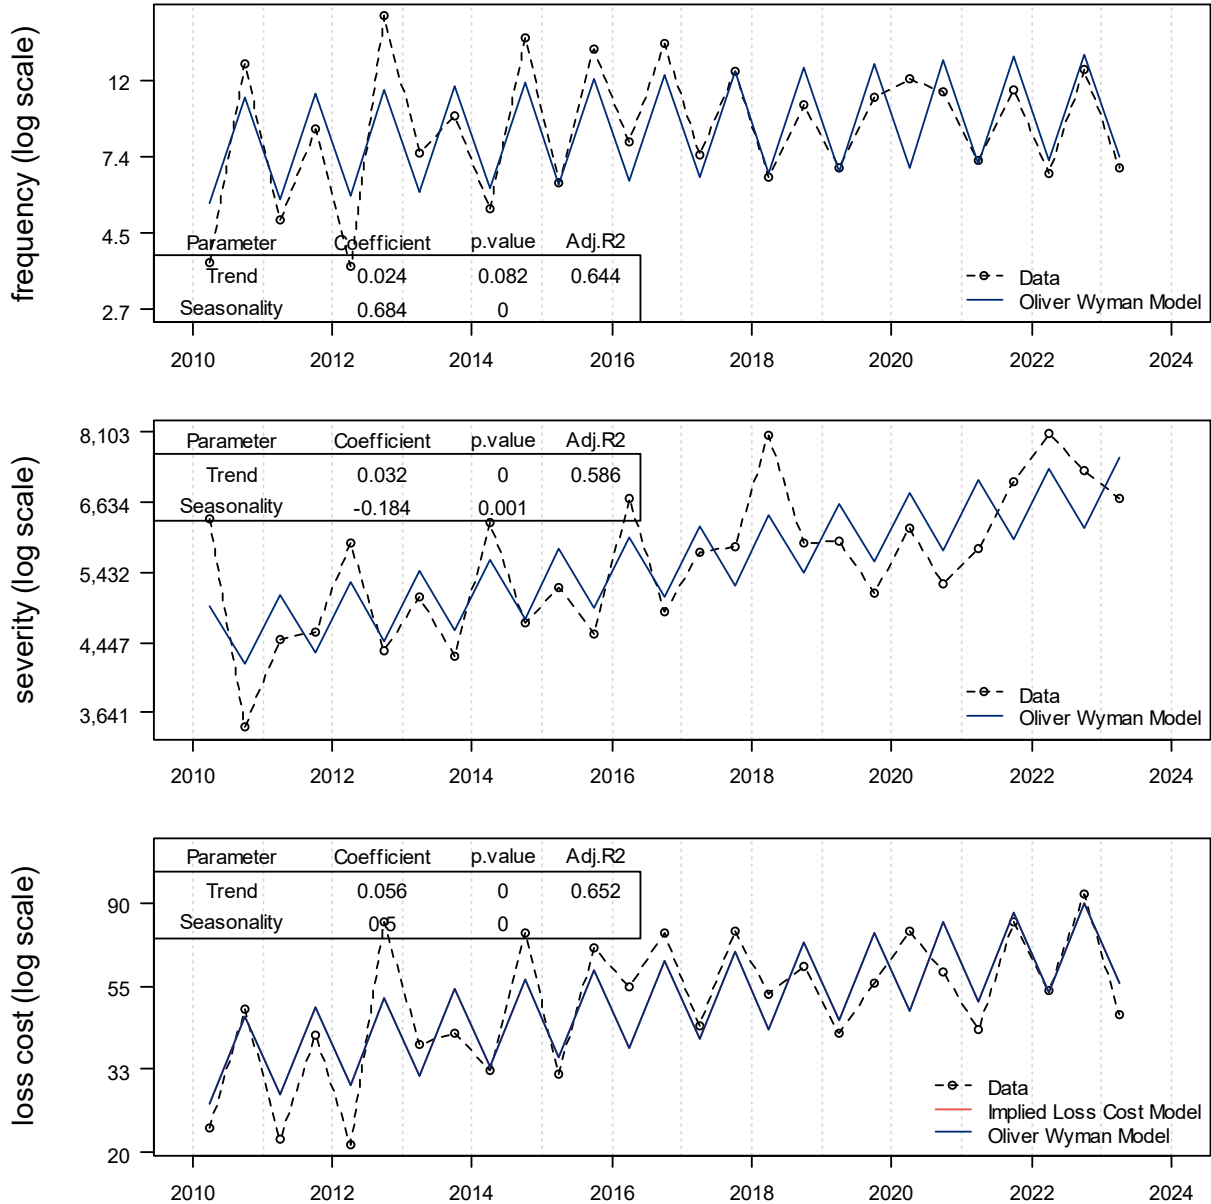 frequency (log scale)
12
7.4
4.5
2.7
Parameter Coefficient p.value Adj.R2
Trend 0.024 0.082 0.644
Seasonality 0.684 0
Data
Oliver Wyman Model
2010 2012 2014 2016 2018 2020 2022 2024
severity (log scale)
8,103
6,634
5,432
4,447
3,641
Parameter Coefficient p.value Adj.R2
Trend 0.032 0 0.586
Seasonality -0.184 0.001
Data
Oliver Wyman Model
2010 2012 2014 2016 2018 2020 2022 2024
loss cost (log scale)
90
55
33
20
Parameter Coefficient p.value Adj.R2
Trend 0.056 0 0.652
Seasonality 0.5 0
Data
Implied Loss Cost Model
Oliver Wyman Model
2010 2012 2014 2016 2018 2020 2022 2024